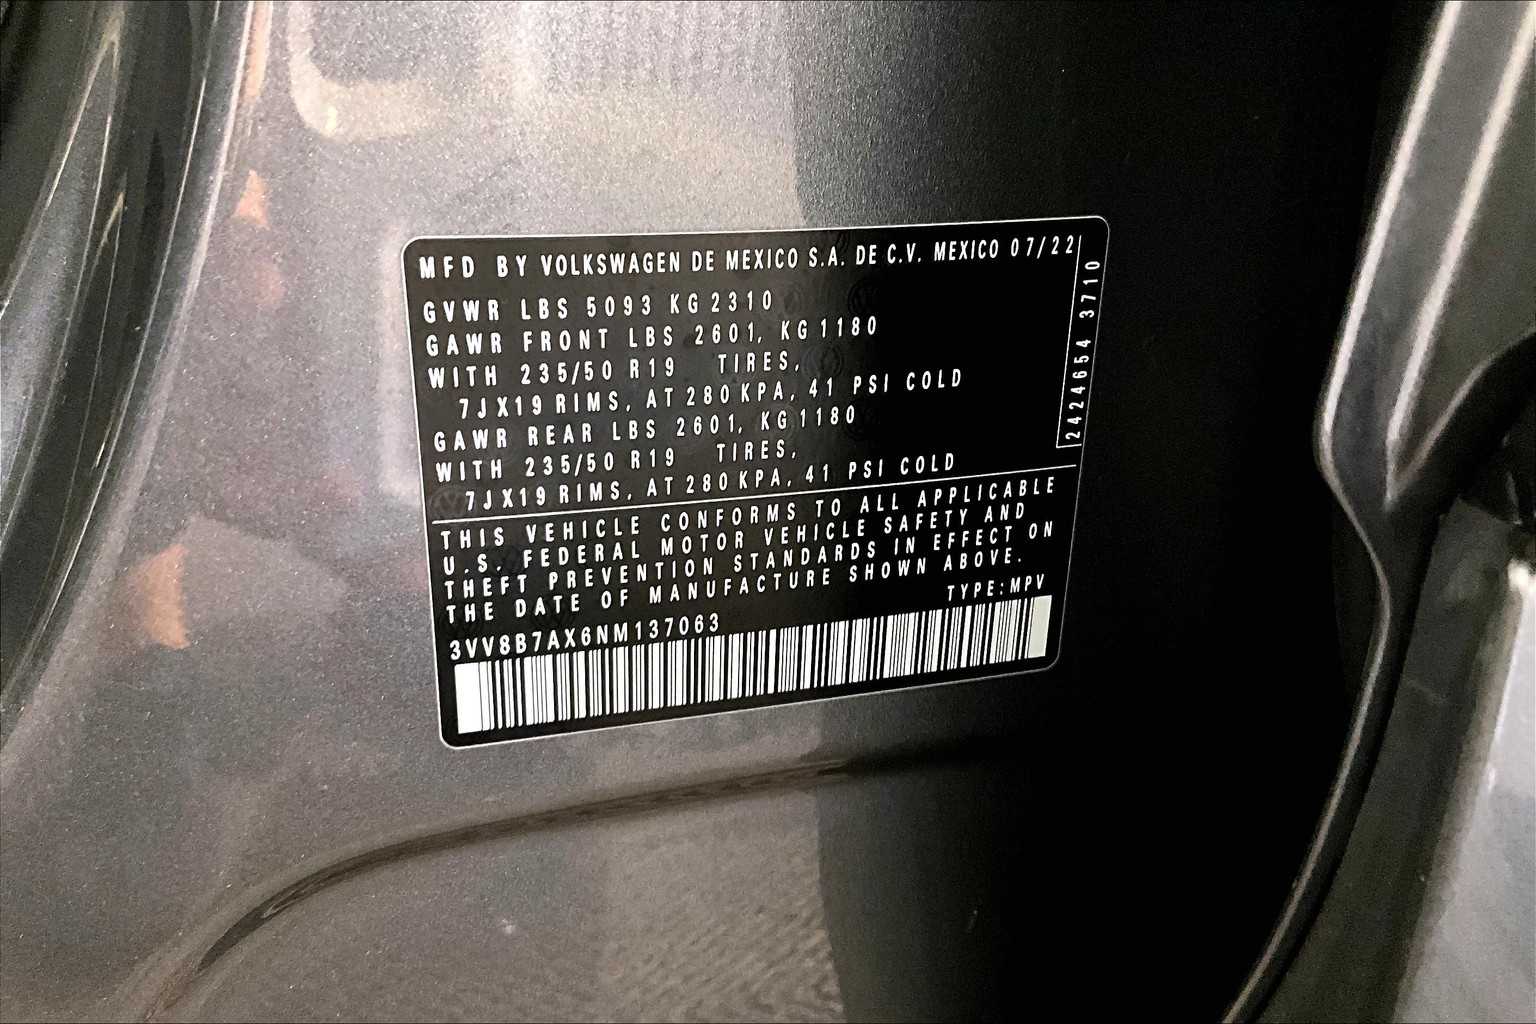 MFD BY VOLKSWAGEN DE MEXICO S.A. DE C.V. MEXICO 07/22
GVWR LBS 5093 KG 2310
GAWR FRONT LBS 2601, KG 1180
WITH 235/50 R19 TIRES,
7JX19 RIMS, AT 280 KPA, 41 PSI COLD
GAWR REAR LBS 2601, KG 1180
WITH 235/50 R19 TIRES,
7JX19 RIMS, AT 280 KPA, 41 PSI COLD
2424654 3710
THIS VEHICLE CONFORMS TO ALL APPLICABLE
U.S. FEDERAL MOTOR VEHICLE SAFETY AND
THEFT PREVENTION STANDARDS IN EFFECT ON
THE DATE OF MANUFACTURE SHOWN ABOVE.
TYPE:MPV
3VV8B7AX6NM137063